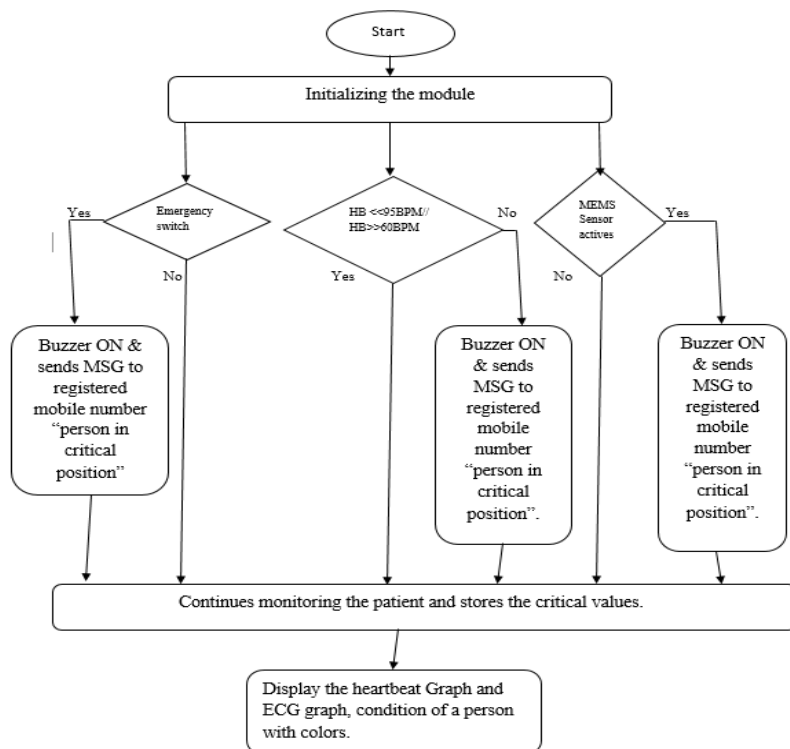 Start
Initializing the module
Yes
Emergency
switch
No
HB <<95BPM//
HB>>60BPM
No
Yes
MEMS
Sensor
actives
Yes
No
Buzzer ON &
sends MSG to
registered
mobile number
“person in
critical
position”
Buzzer ON
& sends
MSG to
registered
mobile
number
“person in
critical
position”.
Buzzer ON
& sends
MSG to
registered
mobile
number
“person in
critical
position”.
Continues monitoring the patient and stores the critical values.
Display the heartbeat Graph and
ECG graph, condition of a person
with colors.